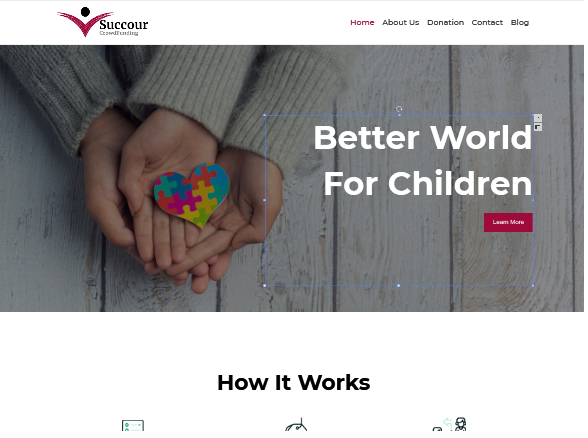 Succour
CrowdFunding
Home About Us Donation Contact Blog
Better World
For Children
Learn More
How It Works